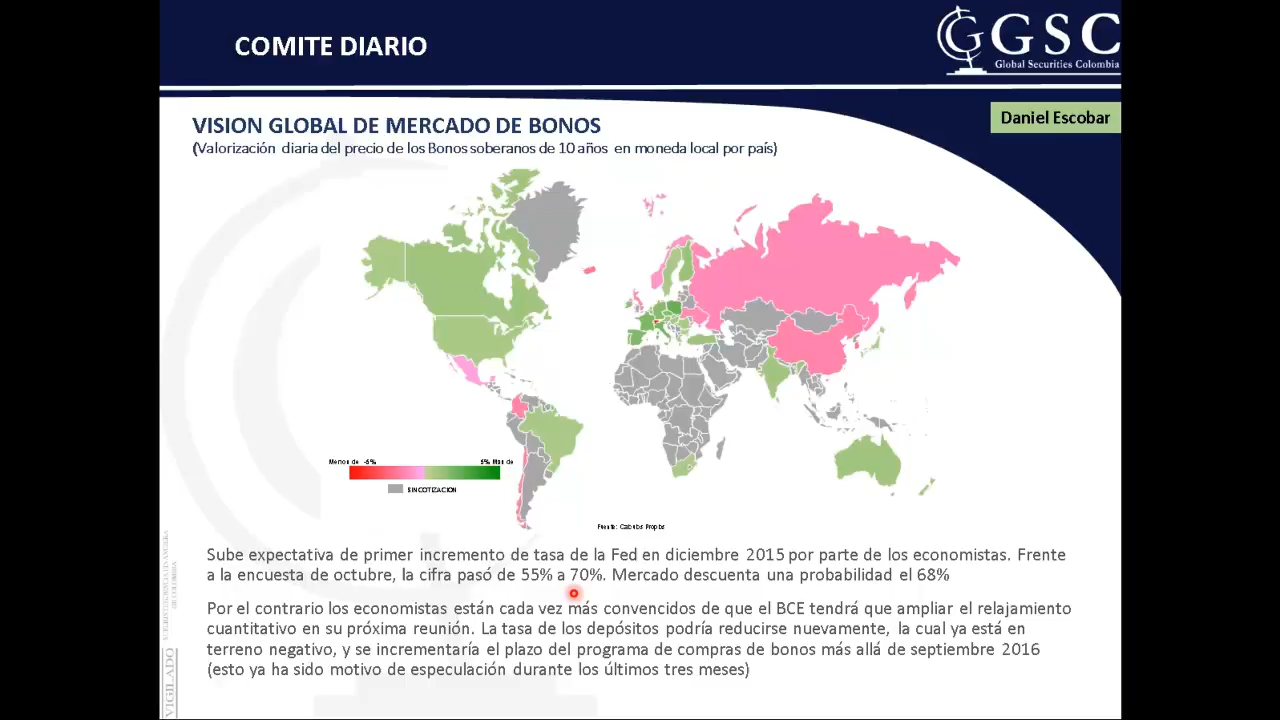 COMITE DIARIO
GGSC
Global Securities Colombia
Daniel Escobar
VISION GLOBAL DE MERCADO DE BONOS
(Valorización diaria del precio de los Bonos soberanos de 10 años en moneda local por país)
Menos de -5%
5% Mas de
SIN COTIZACION
Fuente: Calculos Propios
Sube expectativa de primer incremento de tasa de la Fed en diciembre 2015 por parte de los economistas. Frente
a la encuesta de octubre, la cifra pasó de 55% a 70%. Mercado descuenta una probabilidad el 68%
Por el contrario los economistas están cada vez más convencidos de que el BCE tendrá que ampliar el relajamiento
cuantitativo en su próxima reunión. La tasa de los depósitos podría reducirse nuevamente, la cual ya está en
terreno negativo, y se incrementaría el plazo del programa de compras de bonos más allá de septiembre 2016
(esto ya ha sido motivo de especulación durante los últimos tres meses)
VIGILADO